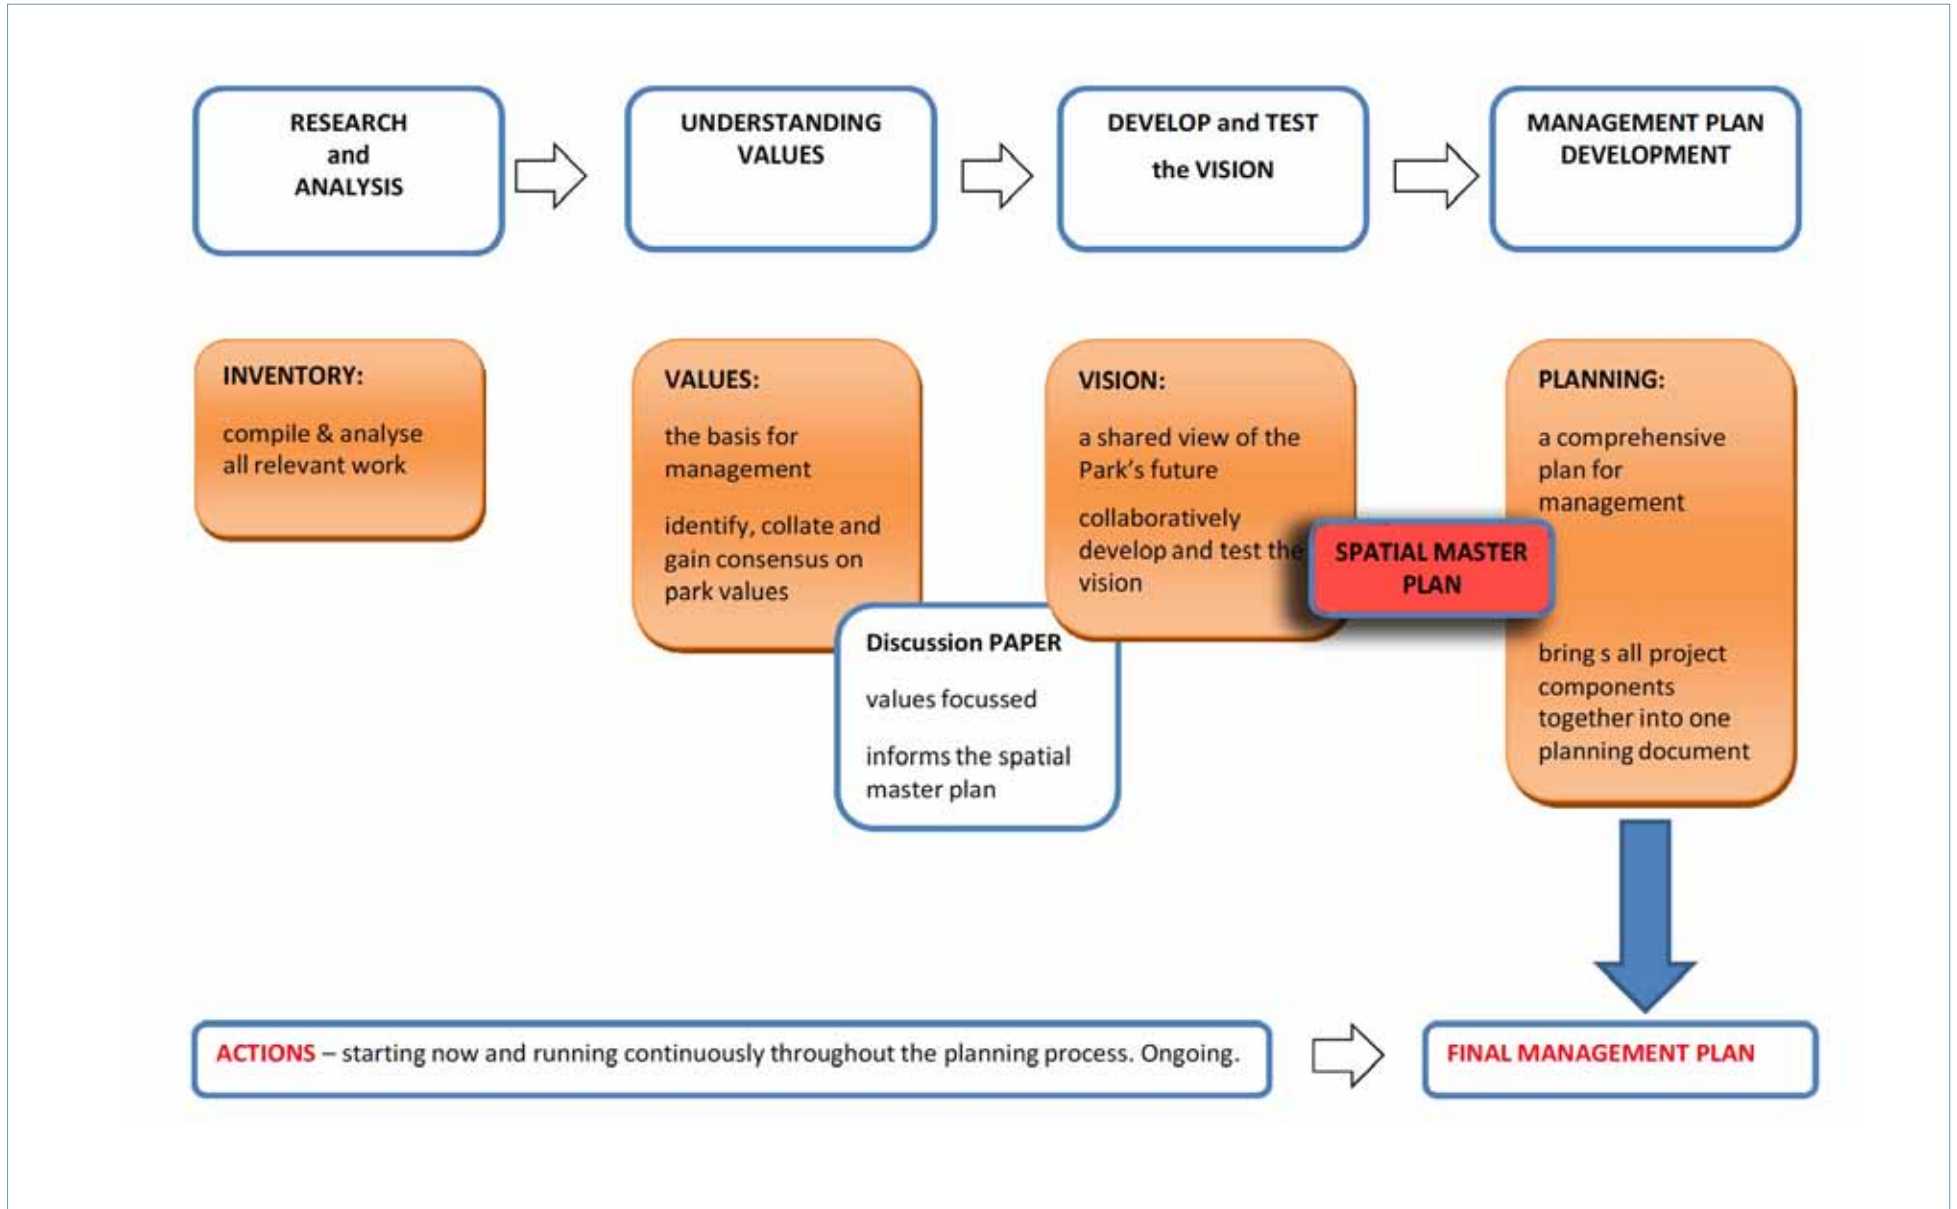 RESEARCH
and
ANALYSIS
UNDERSTANDING
VALUES
DEVELOP and TEST
the VISION
MANAGEMENT PLAN
DEVELOPMENT
INVENTORY:
compile & analyse
all relevant work
VALUES:
the basis for
management
identify, collate and
gain consensus on
park values
Discussion PAPER
values focussed
informs the spatial
master plan
VISION:
a shared view of the
Park's future
collaboratively
develop and test the
vision
SPATIAL MASTER
PLAN
PLANNING:
a comprehensive
plan for
management
bring s all project
components
together into one
planning document
ACTIONS – starting now and running continuously throughout the planning process. Ongoing.
FINAL MANAGEMENT PLAN